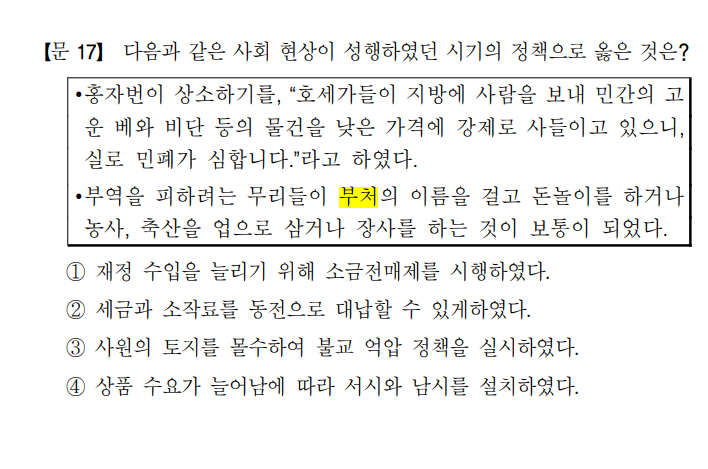 【문 17】 다음과 같은 사회 현상이 성행하였던 시기의 정책으로 옳은 것은?
•홍자번이 상소하기를, “호세가들이 지방에 사람을 보내 민간의 고
운 베와 비단 등의 물건을 낮은 가격에 강제로 사들이고 있으니,
실로 민폐가 심합니다.”라고 하였다.
•부역을 피하려는 무리들이 부처의 이름을 걸고 돈놀이를 하거나
농사, 축산을 업으로 삼거나 장사를 하는 것이 보통이 되었다.
① 재정 수입을 늘리기 위해 소금전매제를 시행하였다.
② 세금과 소작료를 동전으로 대납할 수 있게하였다.
③ 사원의 토지를 몰수하여 불교 억압 정책을 실시하였다.
④ 상품 수요가 늘어남에 따라 서시와 남시를 설치하였다.